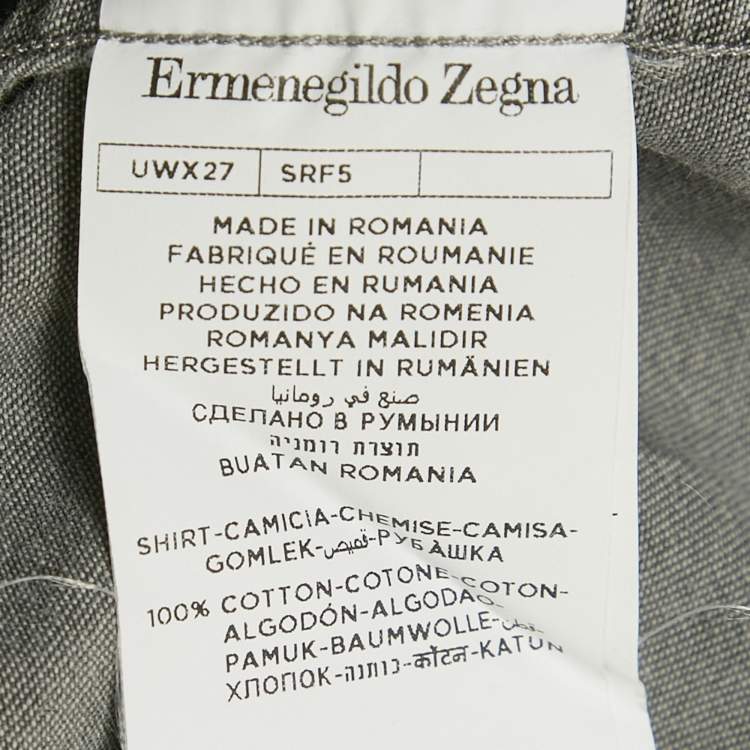 Ermenegildo Zegna
UWX27 SRF5
MADE IN ROMANIA
FABRIQUÉ EN ROUMANIE
HECHO EN RUMANIA
PRODUZIDO NA ROMENIA
ROMANYA MALIDIR
HERGESTELLT IN RUMÄNIEN
صنع في رومانيا
СДЕЛАНО В РУМЫНИИ
תוצרת רומניה
BUATAN ROMANIA
SHIRT-CAMICIA-CHEMISE-CAMISA-
GOMLEK-قميص-РУБАШКА
100% COTTON-COTONE-COTON-
ALGODÓN-ALGODAO-
PAMUK-BAUMWOLLE-
ХЛОПОК-כותנה-कॉटन-KATUN